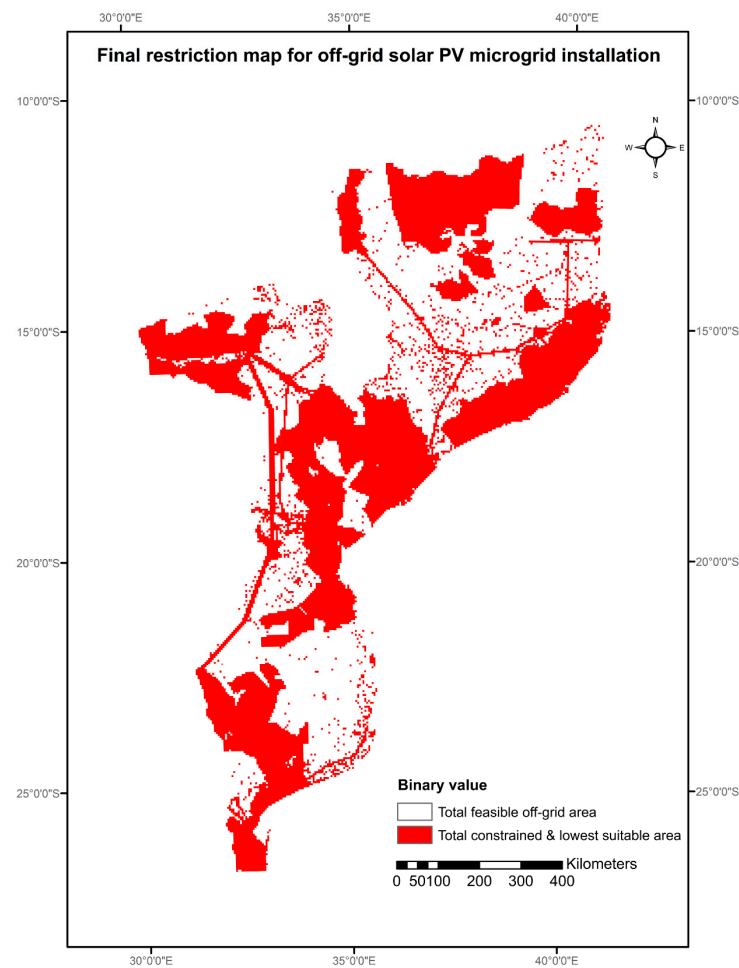 30°0'0"E 35°0'0"E 40°0'0"E
Final restriction map for off-grid solar PV microgrid installation
10°0'0"S 10°0'0"S
N
W E
S
15°0'0"S 15°0'0"S
20°0'0"S 20°0'0"S
25°0'0"S 25°0'0"S
Binary value
Total feasible off-grid area
Total constrained & lowest suitable area
Kilometers
0 50100 200 300 400
30°0'0"E 35°0'0"E 40°0'0"E